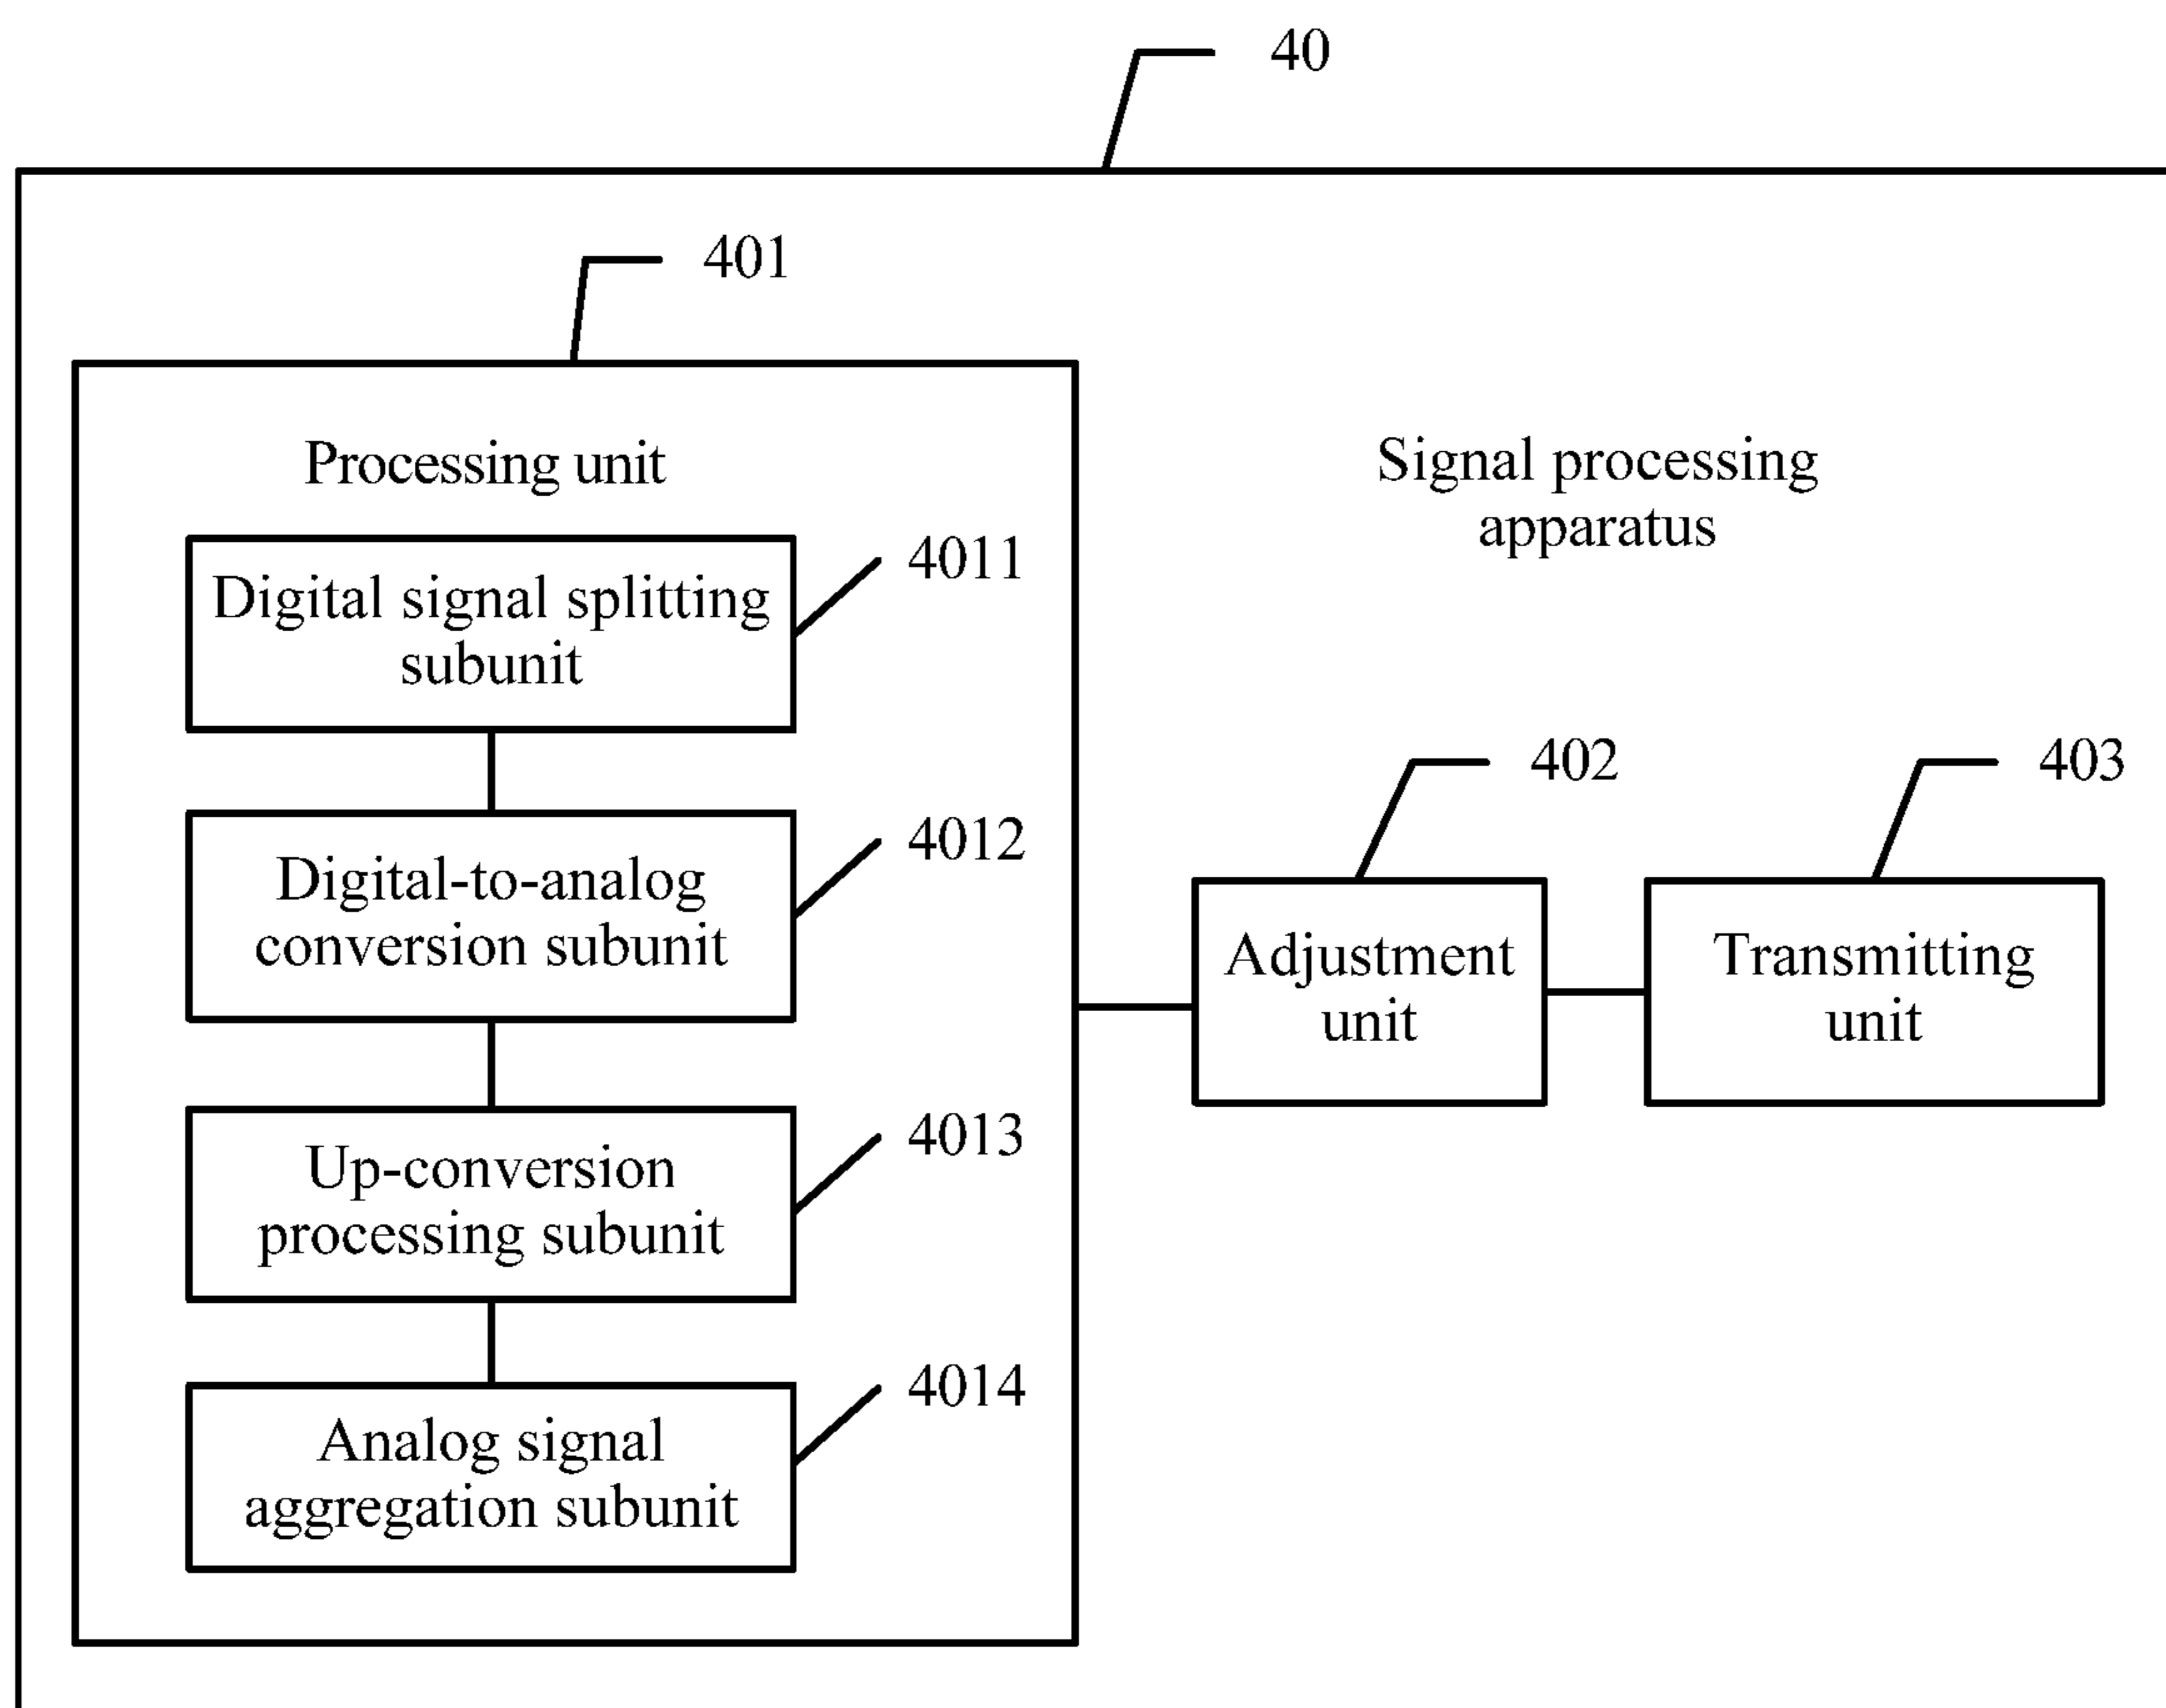 40
401
Processing unit
Signal processing
apparatus
4011
Digital signal splitting
subunit
4012
Digital-to-analog
conversion subunit
402
403
Adjustment
unit
Transmitting
unit
4013
Up-conversion
processing subunit
4014
Analog signal
aggregation subunit